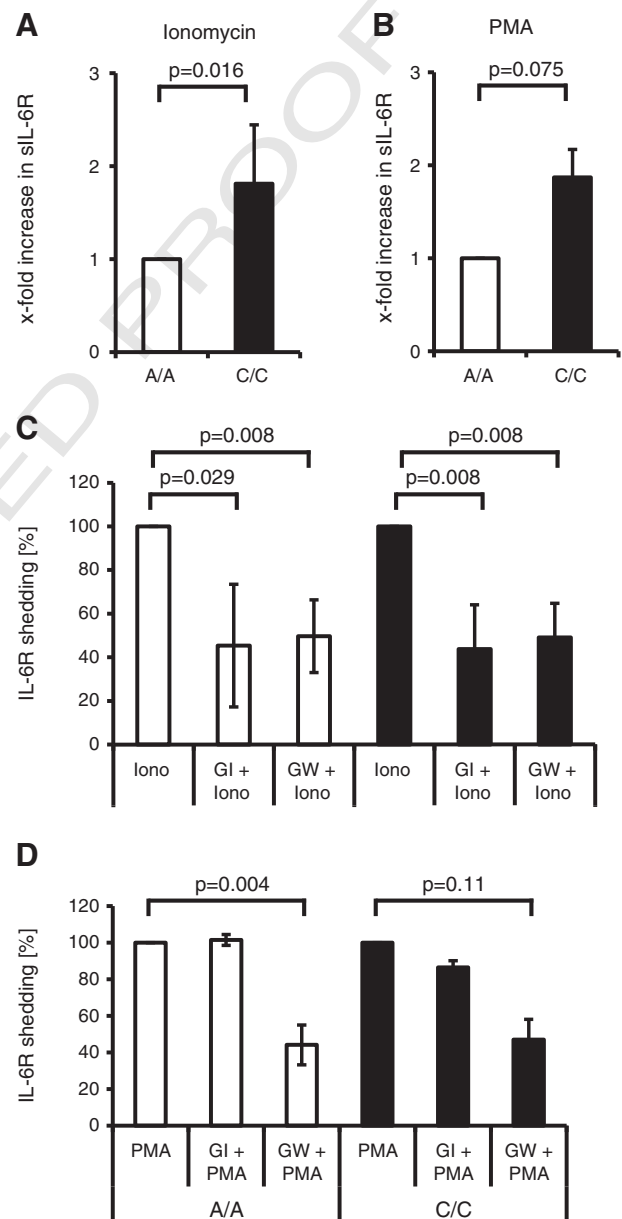 A
Ionomycin
x-fold increase in sIL-6R
3
2
1
0
p=0.016
A/A
C/C
B
PMA
x-fold increase in sIL-6R
3
2
1
0
p=0.075
A/A
C/C
C
IL-6R shedding [%]
120
100
80
60
40
20
0
p=0.008
p=0.029
p=0.008
p=0.008
Iono
GI +
Iono
GW +
Iono
Iono
GI +
Iono
GW +
Iono
D
IL-6R shedding [%]
120
100
80
60
40
20
0
p=0.004
p=0.11
PMA
GI +
PMA
GW +
PMA
PMA
GI +
PMA
GW +
PMA
A/A
C/C
ED PROOF